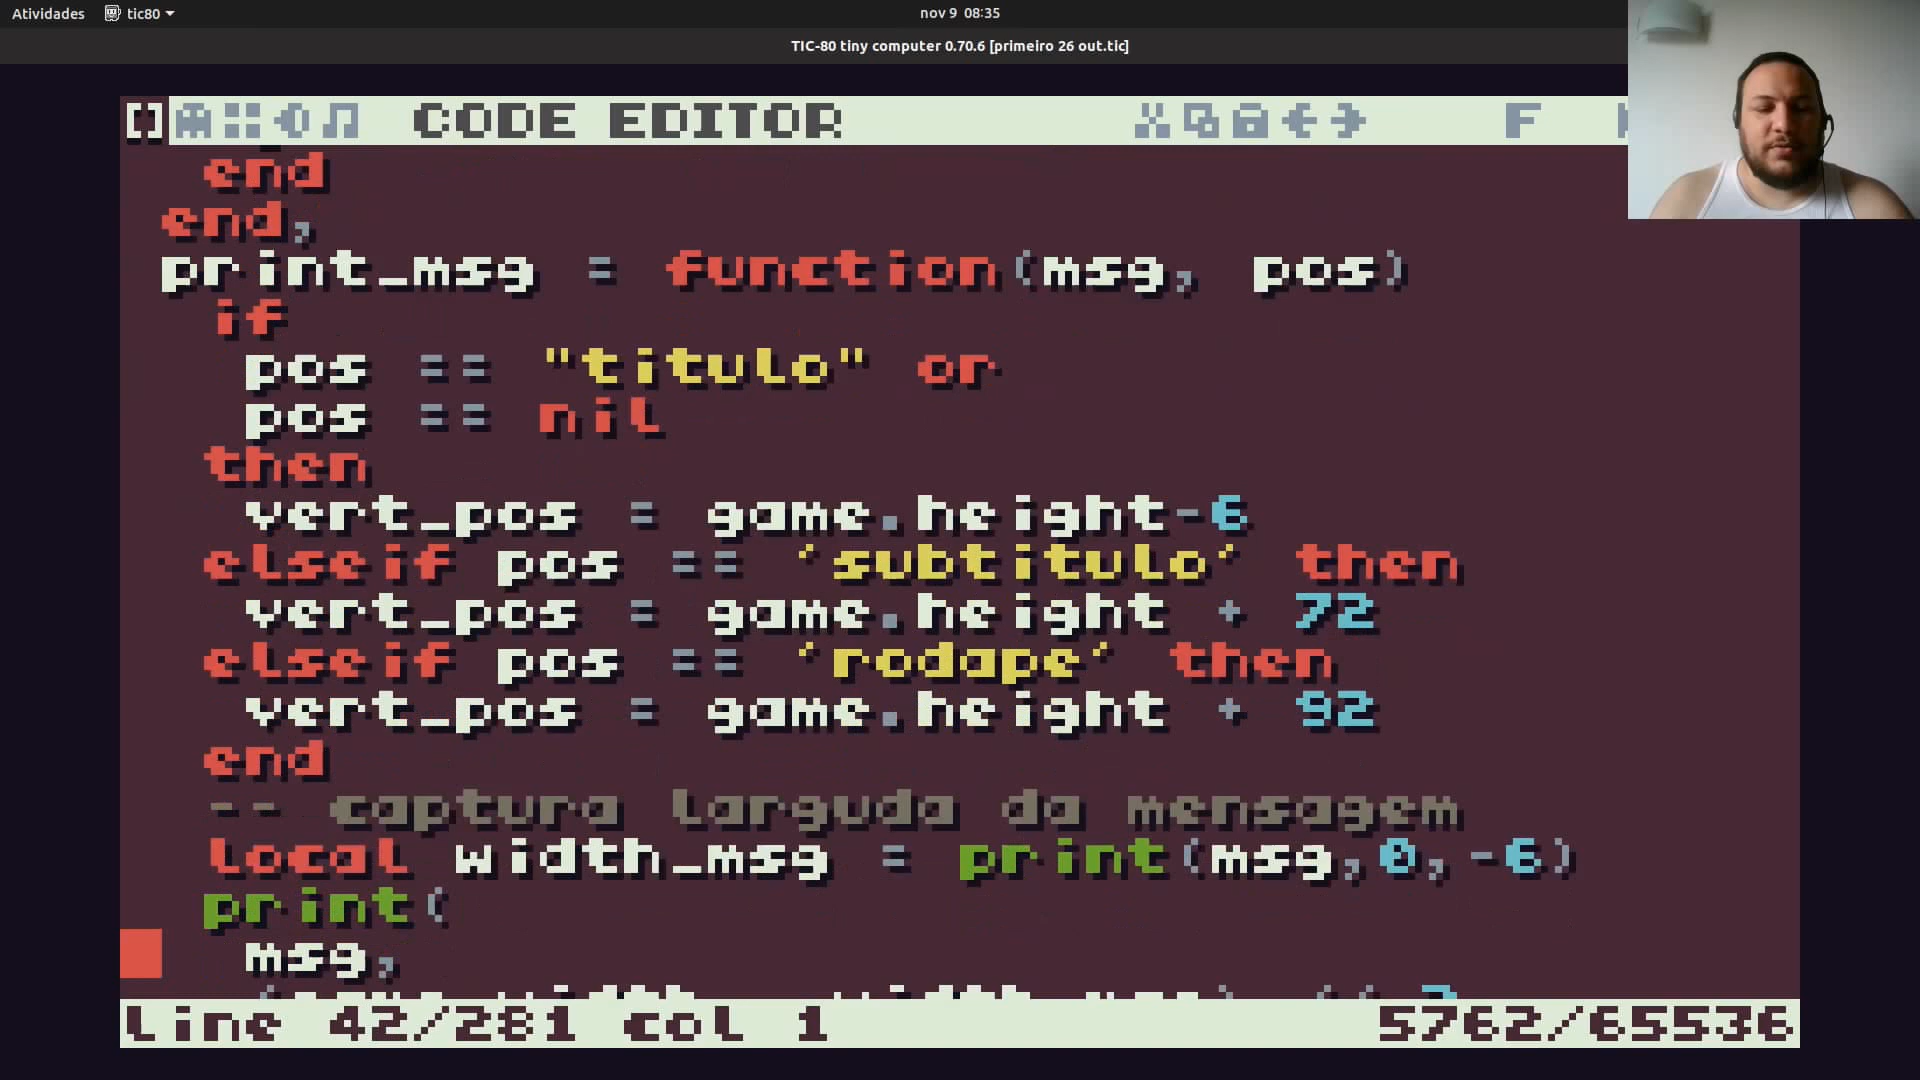 Atividades tic80 nov 9 08:35
TIC-80 tiny computer 0.70.6 [primeiro 26 out.tic]
CODE EDITOR F
end
end,
print_msg = function(msg, pos)
if
pos == "titulo" or
pos == nil
then
vert_pos = game.height-6
elseif pos == 'subtitulo' then
vert_pos = game.height + 72
elseif pos == 'rodape' then
vert_pos = game.height + 92
end
-- captura larguda da mensagem
local width_msg = print(msg,0,-6)
print(
msg,
line 42/281 col 1 5762/65536